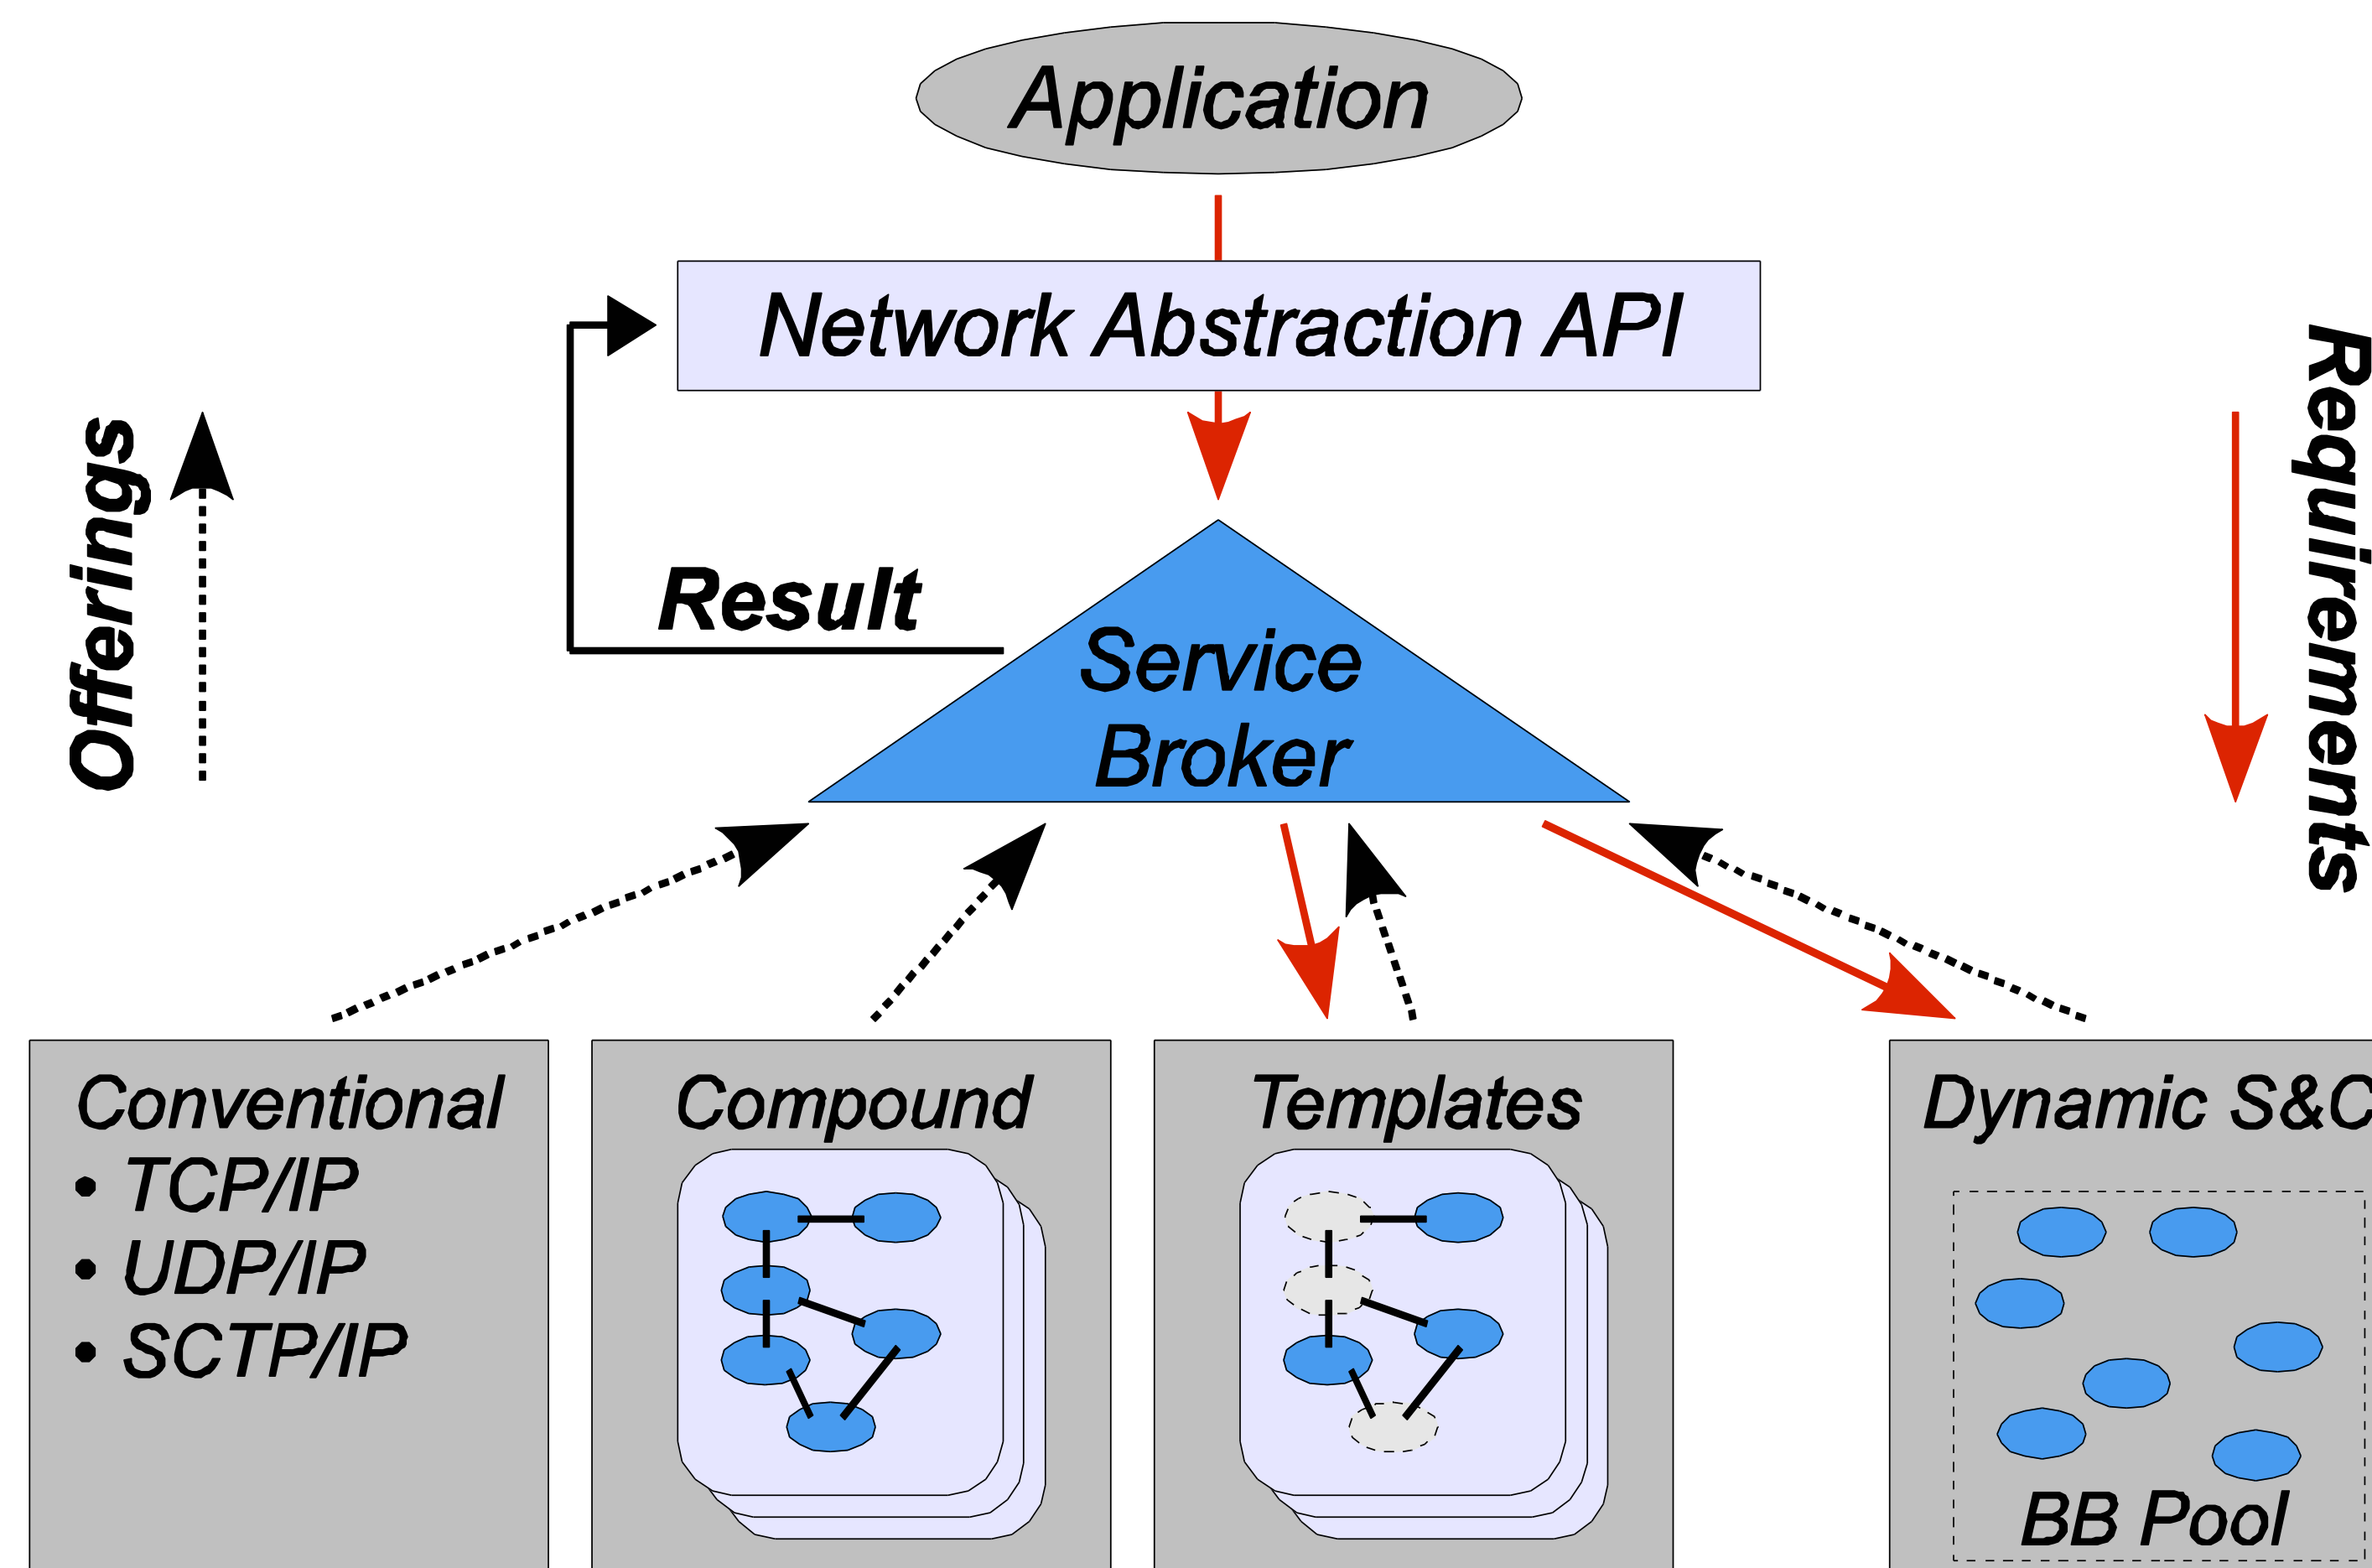 Application
Network Abstraction API
Offerings
Requirements
Result
Service
Broker
Conventional
• TCP/IP
• UDP/IP
• SCTP/IP
Compound
Templates
Dynamic S&C
BB Pool